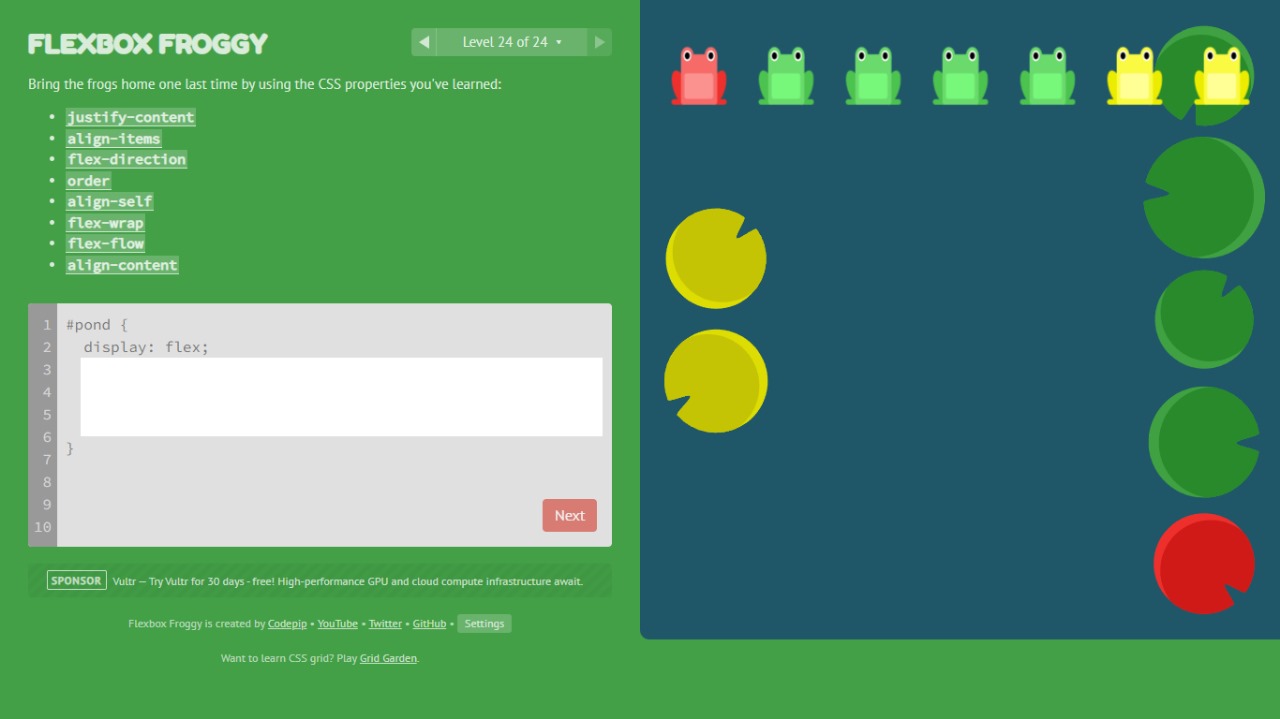 FLEXBOX FROGGY
◀ Level 24 of 24 ▾ ▶
Bring the frogs home one last time by using the CSS properties you've learned:
• justify-content
• align-items
• flex-direction
• order
• align-self
• flex-wrap
• flex-flow
• align-content
1 #pond {
2 display: flex;
3
4
5
6 }
7
8
9
10
Next
SPONSOR Vultr — Try Vultr for 30 days - free! High-performance GPU and cloud compute infrastructure await.
Flexbox Froggy is created by Codepip • YouTube • Twitter • GitHub • Settings
Want to learn CSS grid? Play Grid Garden.